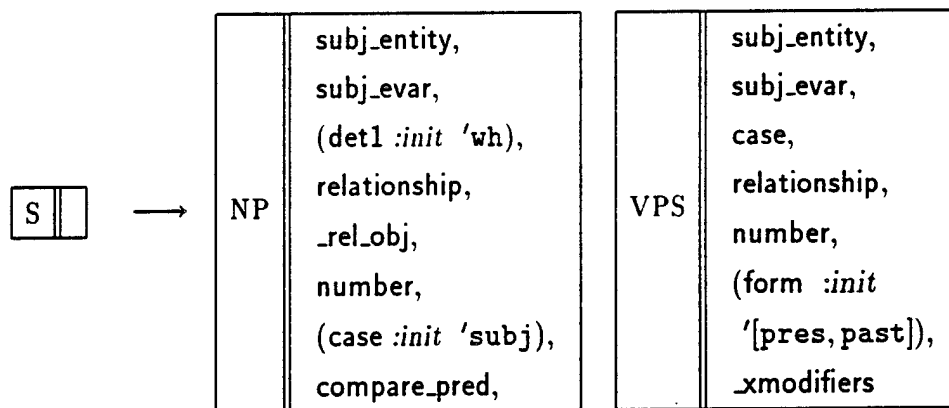 S ⟶ NP VPS
subj_entity,
subj_evar,
(det1 :init 'wh),
relationship,
_rel_obj,
number,
(case :init 'subj),
compare_pred,
subj_entity,
subj_evar,
case,
relationship,
number,
(form :init
'[pres, past]),
_xmodifiers